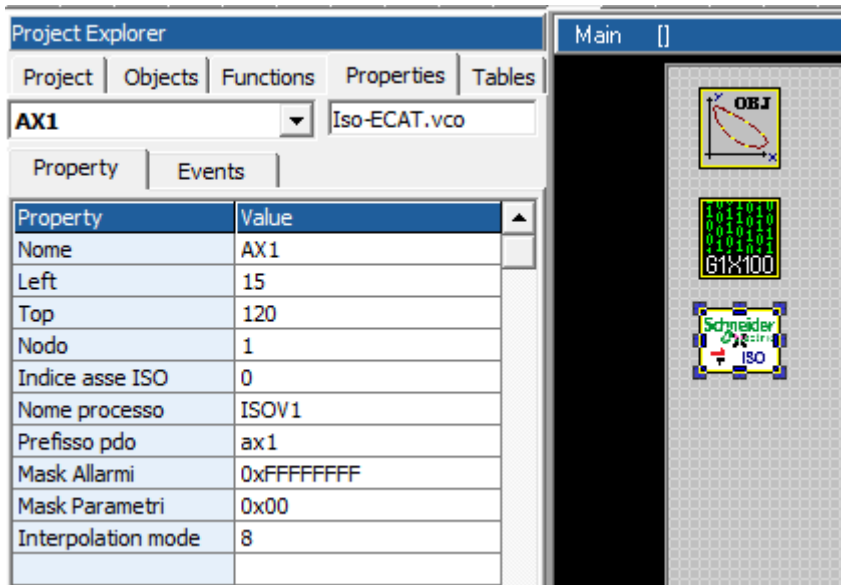 Project Explorer
Project Objects Functions Properties Tables
AX1 Iso-ECAT.vco
Property Events
Property Value
Nome AX1
Left 15
Top 120
Nodo 1
Indice asse ISO 0
Nome processo ISOV1
Prefisso pdo ax1
Mask Allarmi 0xFFFFFFFF
Mask Parametri 0x00
Interpolation mode 8
Main []
Y OBJ
X
G1X100
Schneider
ISO